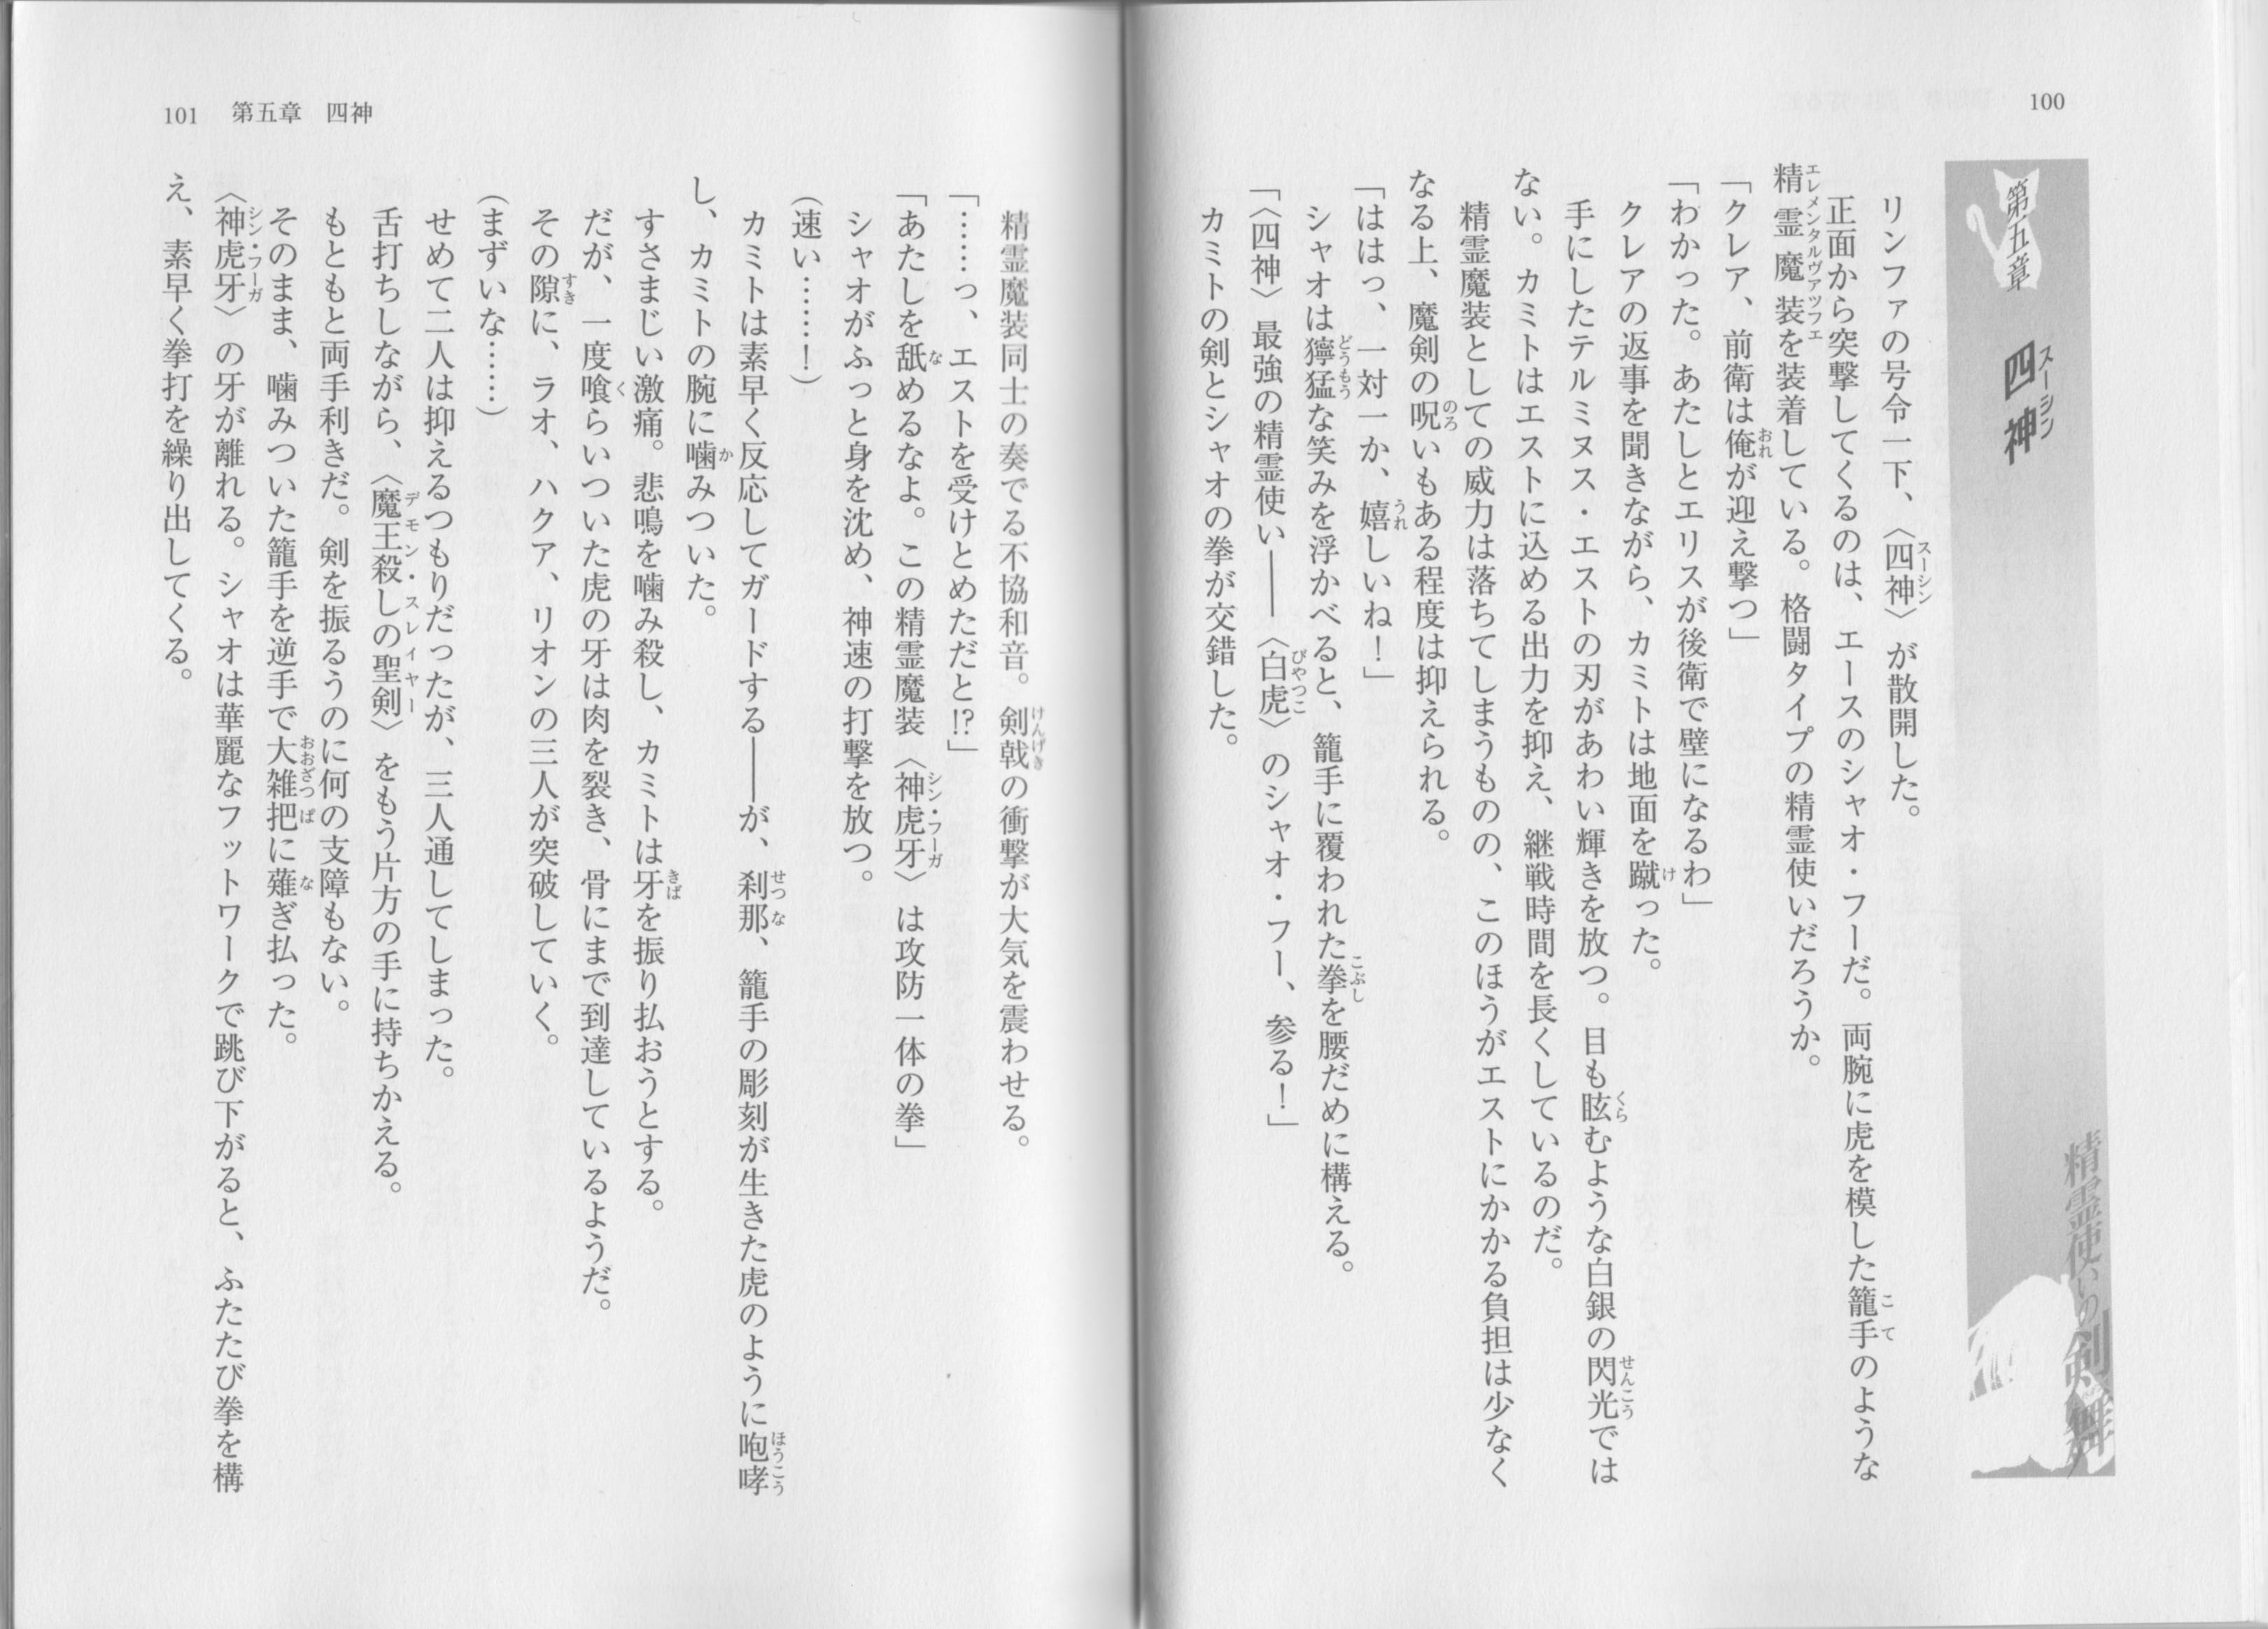 100
第五章 四神
精霊使いの剣舞
リンファの号令一下、〈四神〉が散開した。
正面から突撃してくるのは、エースのシャオ・フーだ。両腕に虎を模した籠手のような
精霊魔装を装着している。格闘タイプの精霊使いだろうか。
「クレア、前衛は俺が迎え撃つ」
「わかった。あたしとエリスが後衛で壁になるわ」
クレアの返事を聞きながら、カミトは地面を蹴った。
手にしたテルミヌス・エストの刃があわい輝きを放つ。目も眩むような白銀の閃光では
ない。カミトはエストに込める出力を抑え、継戦時間を長くしているのだ。
精霊魔装としての威力は落ちてしまうものの、このほうがエストにかかる負担は少なく
なる上、魔剣の呪いもある程度は抑えられる。
「ははっ、一対一か、嬉しいね！」
シャオは獰猛な笑みを浮かべると、籠手に覆われた拳を腰だめに構える。
「〈四神〉最強の精霊使い――〈白虎〉のシャオ・フー、参る！」
カミトの剣とシャオの拳が交錯した。
101 第五章 四神
精霊魔装同士の奏でる不協和音。剣戟の衝撃が大気を震わせる。
「……っ、エストを受けとめただと⁉」
「あたしを舐めるなよ。この精霊魔装〈神虎牙〉は攻防一体の拳」
シャオがふっと身を沈め、神速の打撃を放つ。
（速い……！）
カミトは素早く反応してガードする――が、刹那、籠手の彫刻が生きた虎のように咆哮
し、カミトの腕に噛みついた。
すさまじい激痛。悲鳴を噛み殺し、カミトは牙を振り払おうとする。
だが、一度喰らいついた虎の牙は肉を裂き、骨にまで到達しているようだ。
その隙に、ラオ、ハクア、リオンの三人が突破していく。
（まずいな……）
せめて二人は抑えるつもりだったが、三人通してしまった。
舌打ちしながら、〈魔王殺しの聖剣〉をもう片方の手に持ちかえる。
もともと両手利きだ。剣を振るうのに何の支障もない。
そのまま、噛みついた籠手を逆手で大雑把に薙ぎ払った。
〈神虎牙〉の牙が離れる。シャオは華麗なフットワークで跳び下がると、ふたたび拳を構
え、素早く拳打を繰り出してくる。